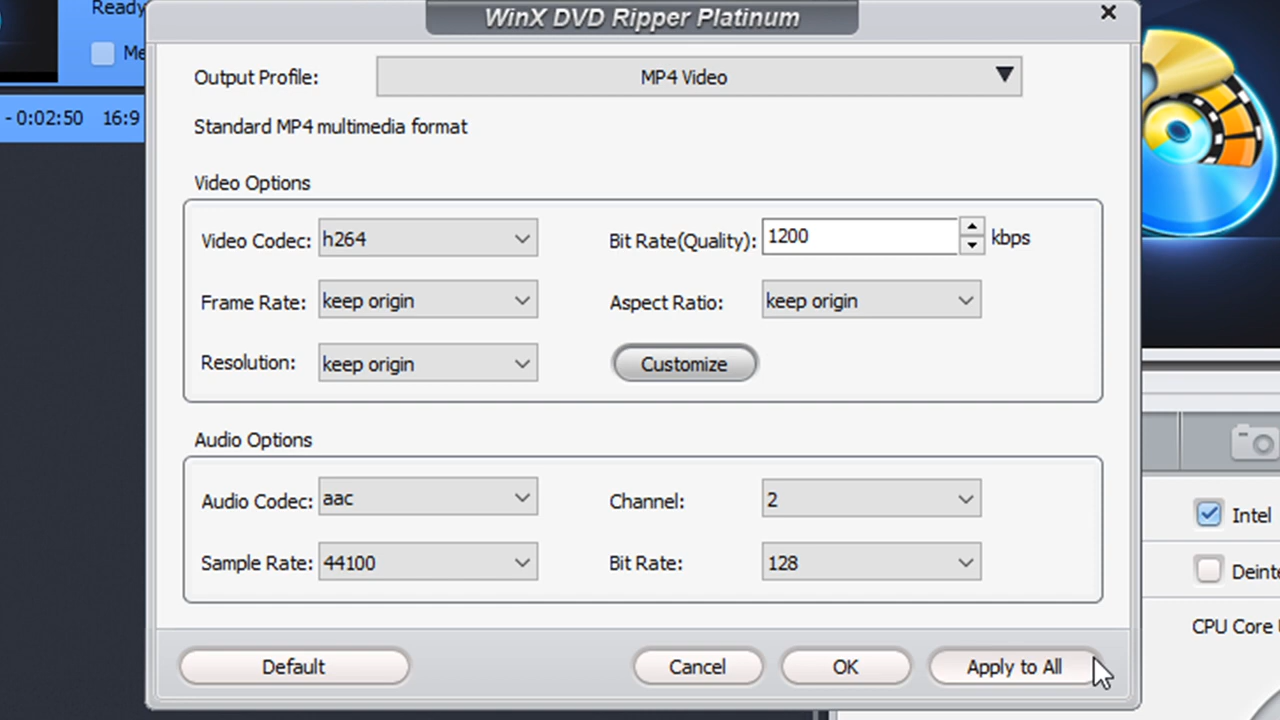 Ready
WinX DVD Ripper Platinum
Output Profile: MP4 Video
- 0:02:50 16:9
Standard MP4 multimedia format
Video Options
Video Codec: h264 Bit Rate(Quality): 1200 kbps
Frame Rate: keep origin Aspect Ratio: keep origin
Resolution: keep origin Customize
Audio Options
Audio Codec: aac Channel: 2
Intel
Sample Rate: 44100 Bit Rate: 128
CPU Core
Default Cancel OK Apply to All